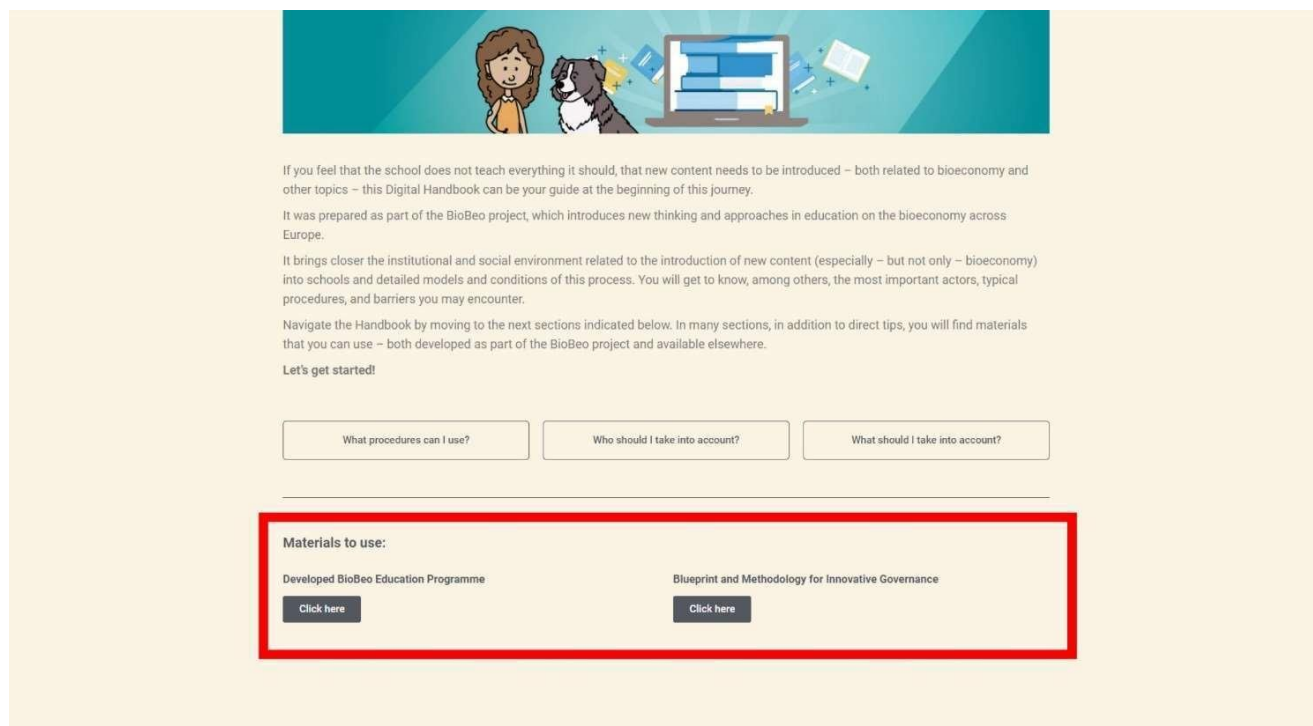 If you feel that the school does not teach everything it should, that new content needs to be introduced – both related to bioeconomy and
other topics – this Digital Handbook can be your guide at the beginning of this journey.
It was prepared as part of the BioBeo project, which introduces new thinking and approaches in education on the bioeconomy across
Europe.
It brings closer the institutional and social environment related to the introduction of new content (especially – but not only – bioeconomy)
into schools and detailed models and conditions of this process. You will get to know, among others, the most important actors, typical
procedures, and barriers you may encounter.
Navigate the Handbook by moving to the next sections indicated below. In many sections, in addition to direct tips, you will find materials
that you can use – both developed as part of the BioBeo project and available elsewhere.
Let's get started!
What procedures can I use?
Who should I take into account?
What should I take into account?
Materials to use:
Developed BioBeo Education Programme
Blueprint and Methodology for Innovative Governance
Click here
Click here